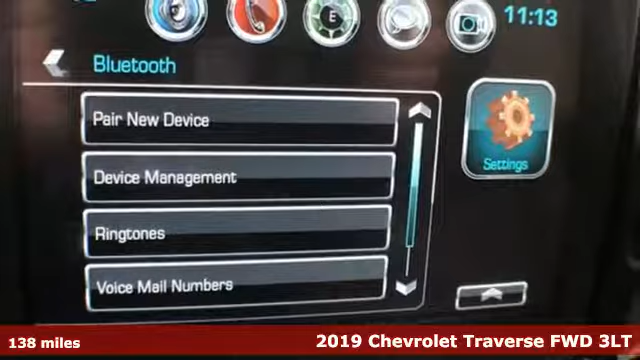 E
11:13
Bluetooth
Pair New Device
Device Management
Ringtones
Voice Mail Numbers
Settings
138 miles
2019 Chevrolet Traverse FWD 3LT